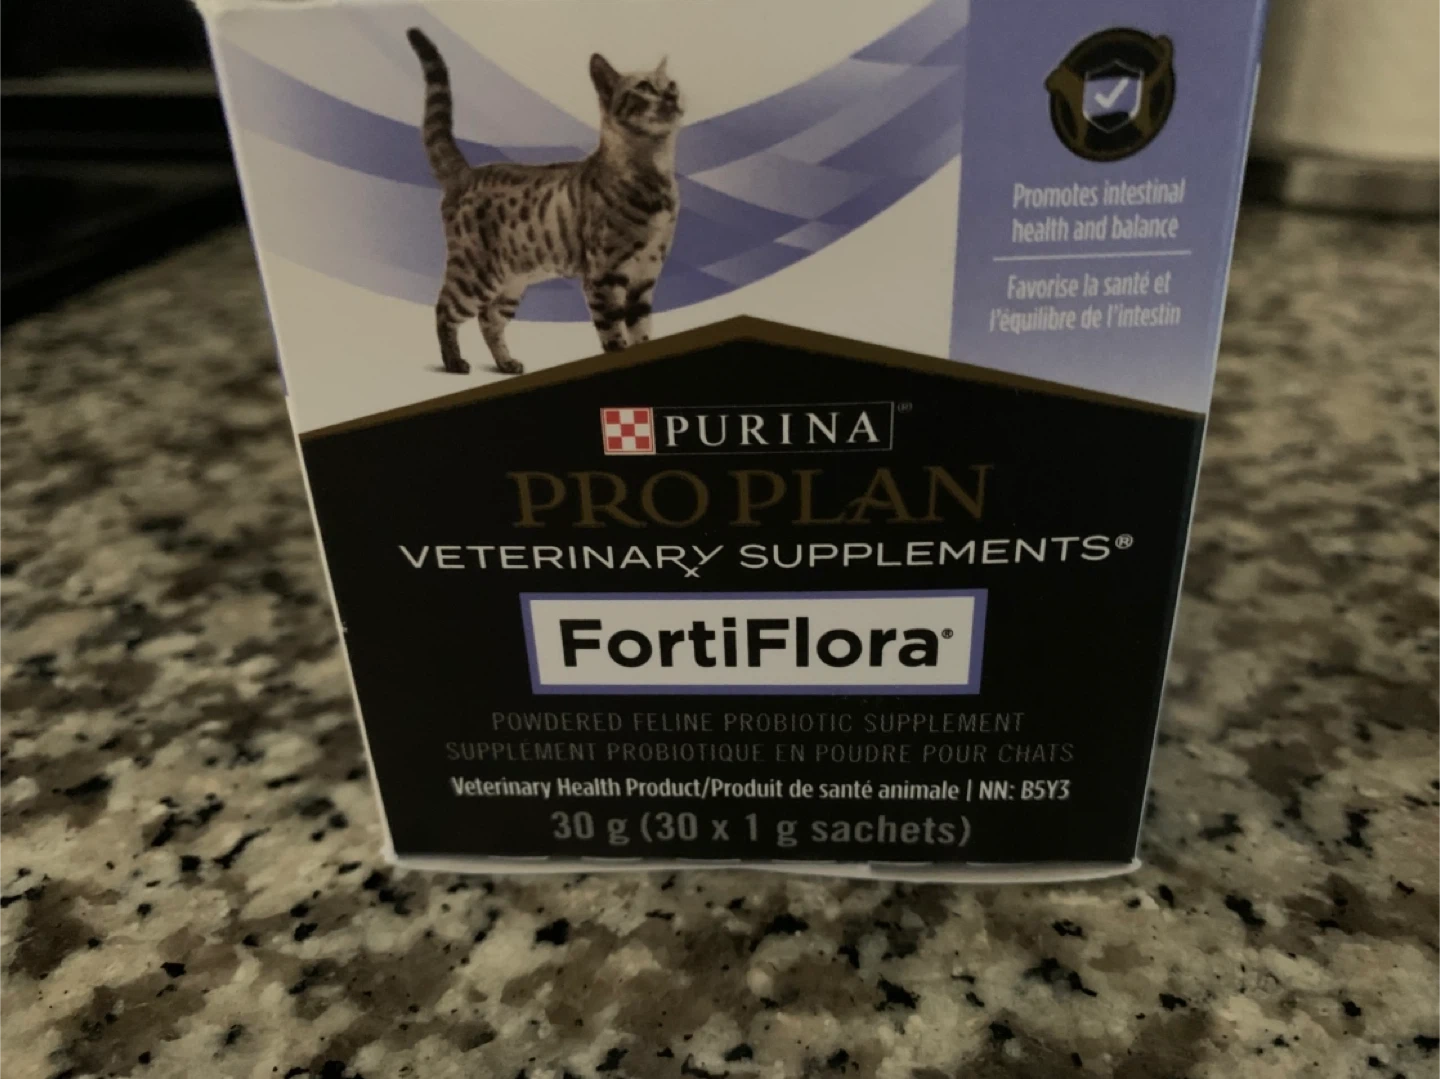 Promotes intestinal
health and balance
Favorise la santé et
l'équilibre de l'intestin
PURINA®
PRO PLAN
VETERINARY SUPPLEMENTS®
FortiFlora®
POWDERED FELINE PROBIOTIC SUPPLEMENT
SUPPLÉMENT PROBIOTIQUE EN POUDRE POUR CHATS
Veterinary Health Product/Produit de santé animale | NN: B5Y3
30 g (30 x 1 g sachets)